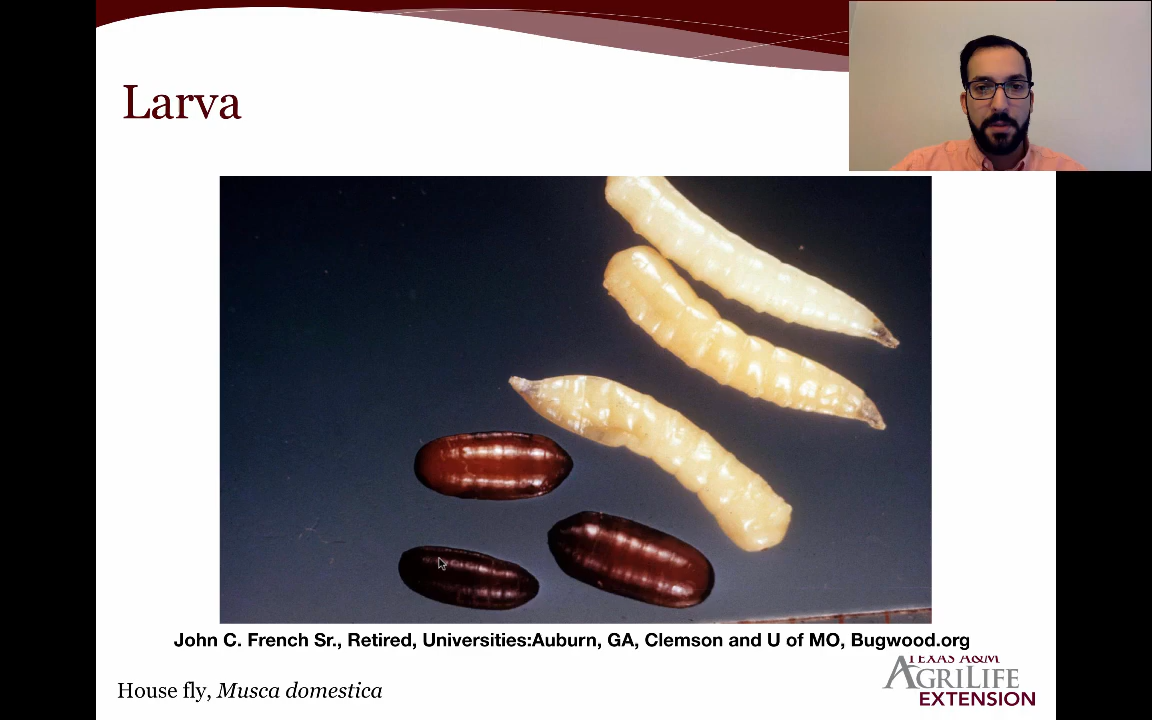 Larva
John C. French Sr., Retired, Universities:Auburn, GA, Clemson and U of MO, Bugwood.org
House fly, Musca domestica
TEXAS A&M
AGRILIFE
EXTENSION